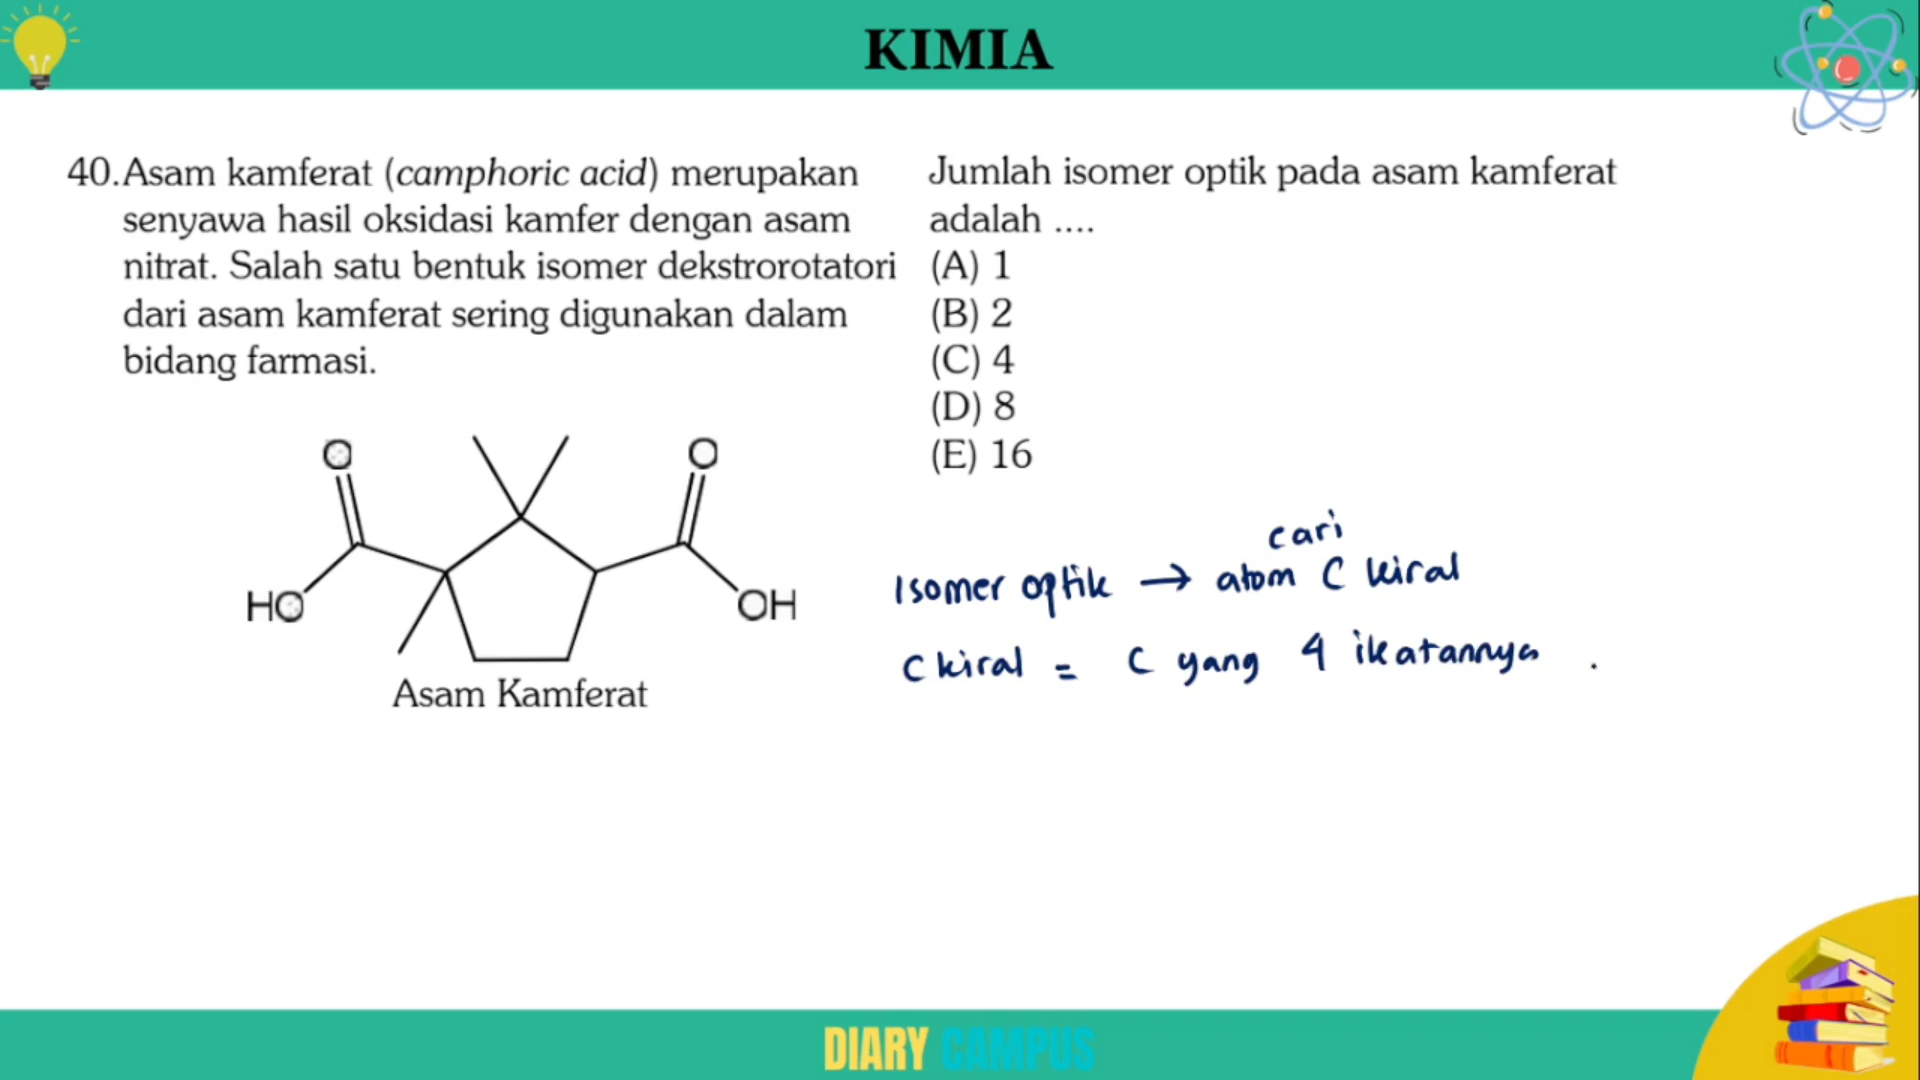 KIMIA
40.Asam kamferat (camphoric acid) merupakan
senyawa hasil oksidasi kamfer dengan asam
nitrat. Salah satu bentuk isomer dekstrorotatori
dari asam kamferat sering digunakan dalam
bidang farmasi.
O
O
HO
OH
Asam Kamferat
Jumlah isomer optik pada asam kamferat
adalah ....
(A) 1
(B) 2
(C) 4
(D) 8
(E) 16
cari
Isomer optik → atom C kiral
C kiral = C yang 4 ikatannya .
DIARY CAMPUS